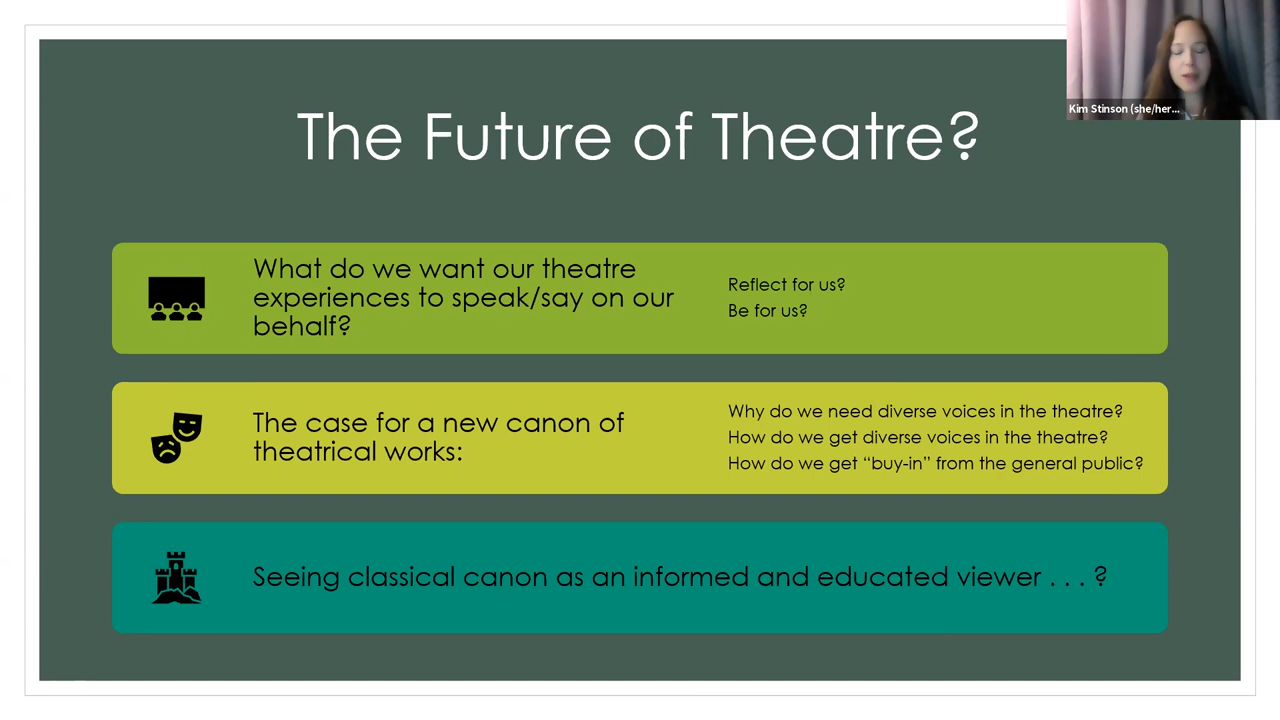 The Future of Theatre?
Kim Stinson (she/her...
What do we want our theatre
experiences to speak/say on our
behalf?
Reflect for us?
Be for us?
The case for a new canon of
theatrical works:
Why do we need diverse voices in the theatre?
How do we get diverse voices in the theatre?
How do we get “buy-in” from the general public?
Seeing classical canon as an informed and educated viewer . . . ?